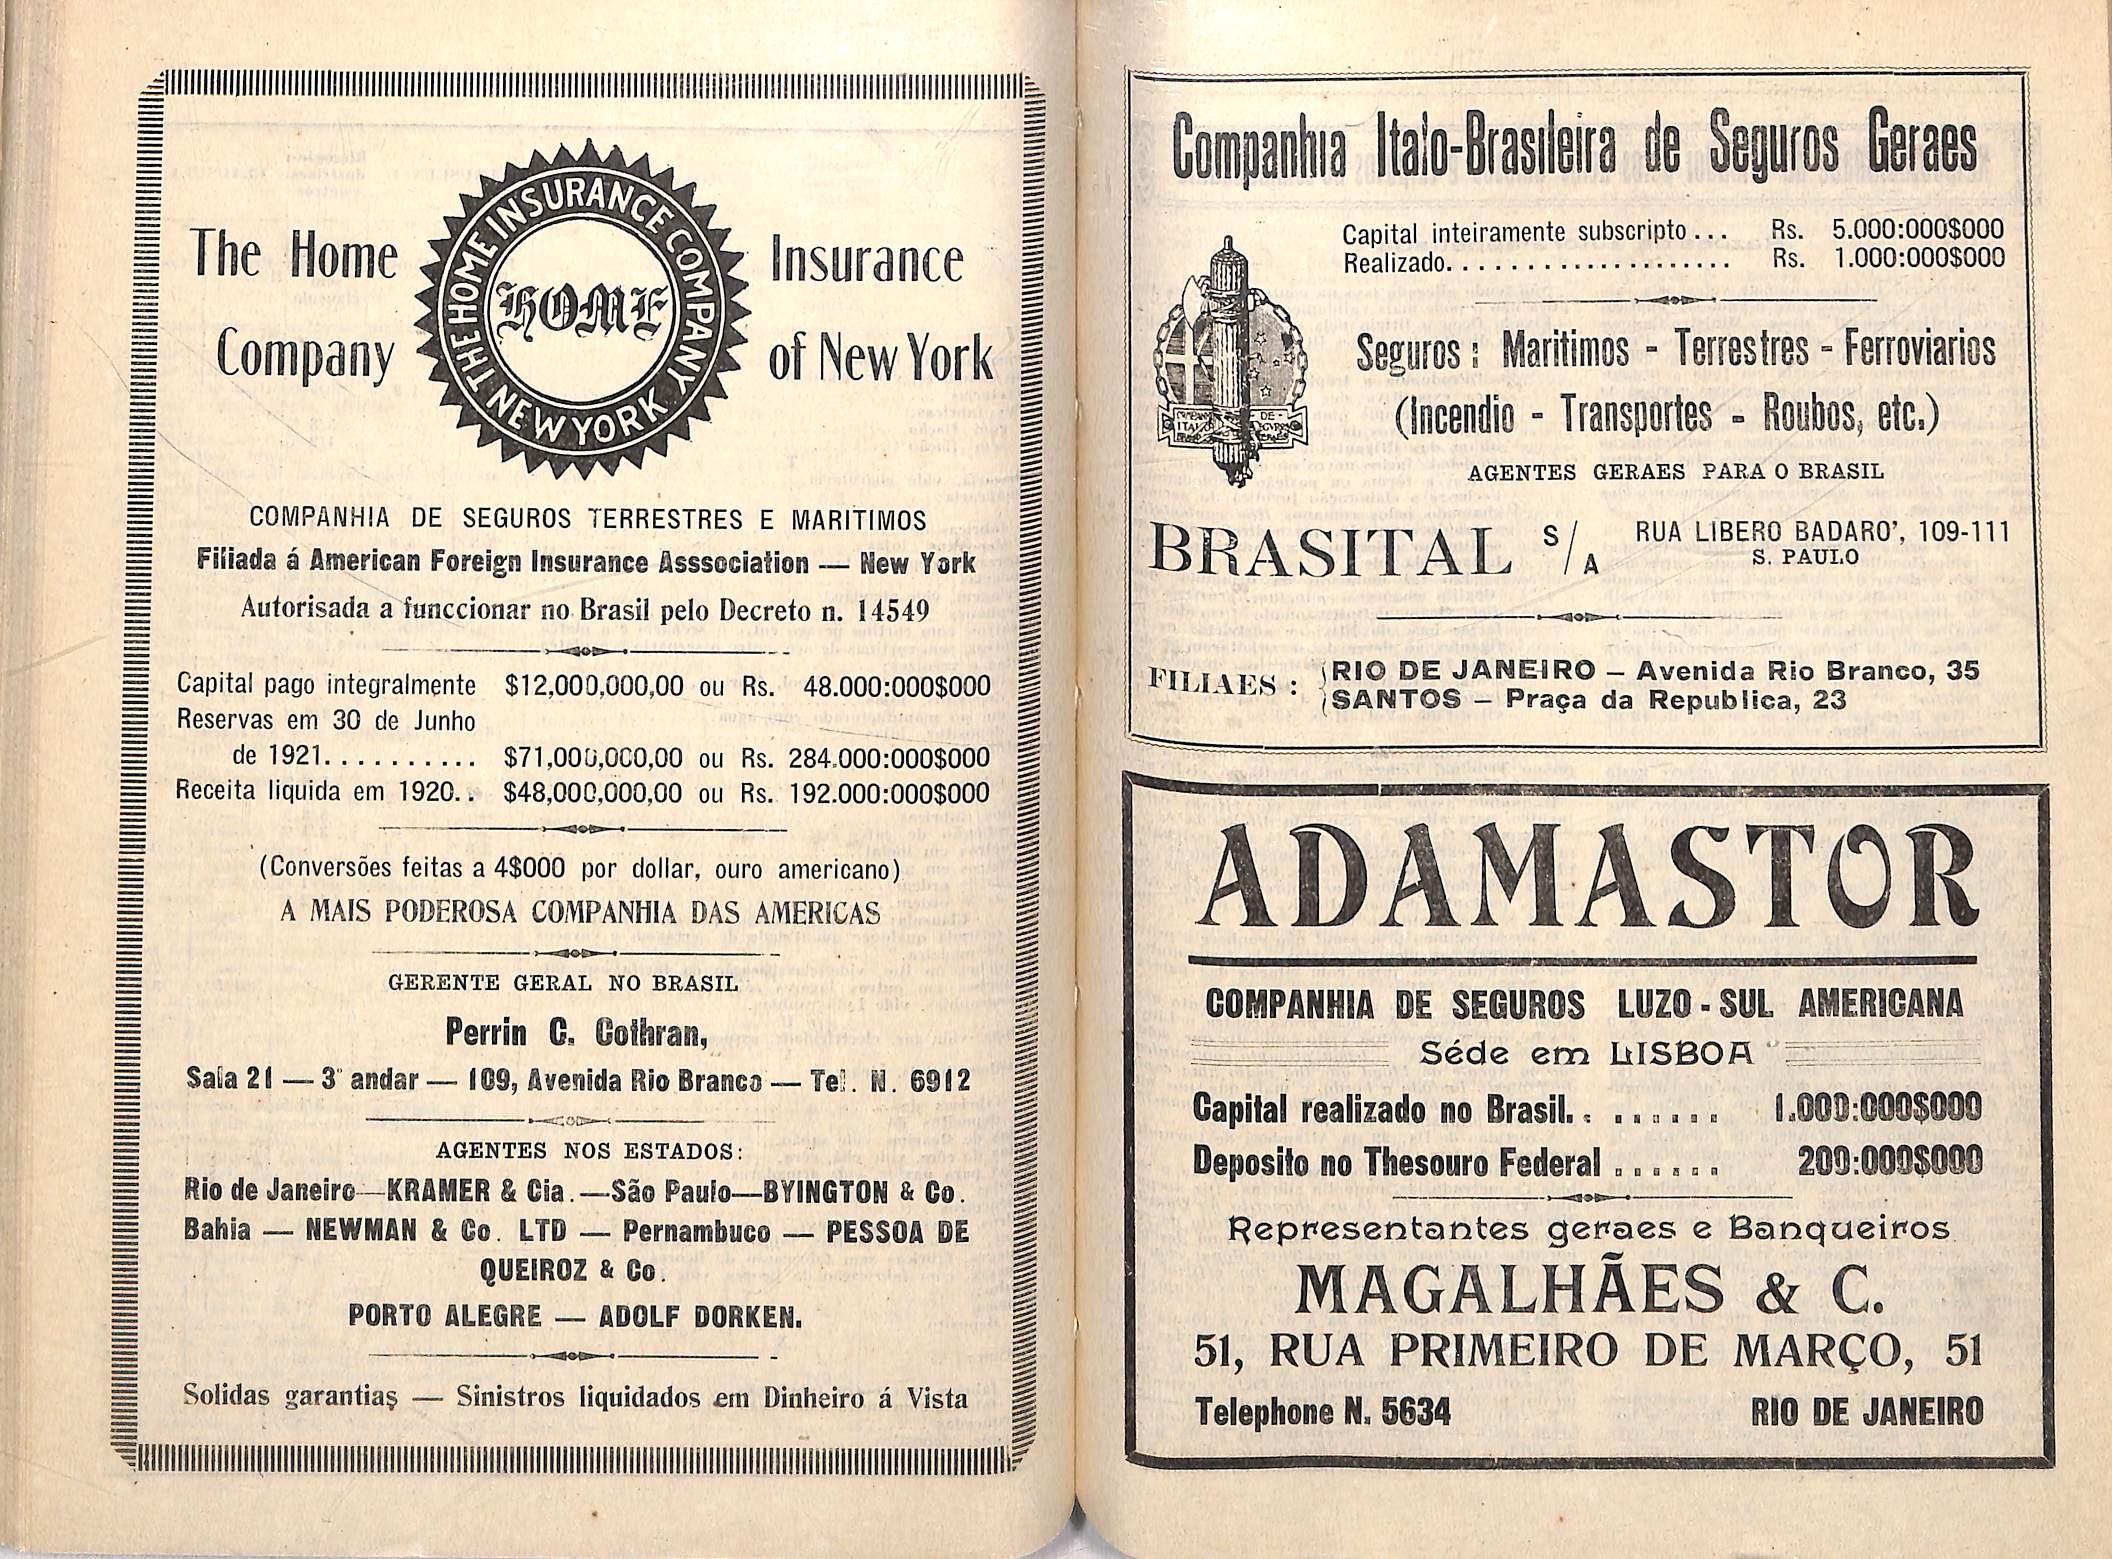 The Home
Company
THE HOME INSURANCE COMPANY
NEW YORK
HOME
Insurance
of New York
COMPANHIA DE SEGUROS TERRESTRES E MARITIMOS
Filiada á American Foreign Insurance Asssociation — New York
Autorisada a funccionar no Brasil pelo Decreto n. 14549
Capital pago integralmente $12,000,000,00 ou Rs. 48.000:000$000
Reservas em 30 de Junho
de 1921.......... $71,000,000,00 ou Rs. 284.000:000$000
Receita liquida em 1920.. $48,000,000,00 ou Rs. 192.000:000$000
(Conversões feitas a 4$000 por dollar, ouro americano)
A MAIS PODEROSA COMPANHIA DAS AMERICAS
GERENTE GERAL NO BRASIL
Perrin C. Cothran,
Sala 21 — 3º andar — 109, Avenida Rio Branco — Tel. N. 6912
AGENTES NOS ESTADOS:
Rio de Janeiro—KRAMER & Cia.—São Paulo—BYINGTON & Co.
Bahia — NEWMAN & Co. LTD — Pernambuco — PESSOA DE
QUEIROZ & Co.
PORTO ALEGRE — ADOLF DORKEN.
Solidas garantias — Sinistros liquidados em Dinheiro á Vista
Companhia Italo-Brasileira de Seguros Geraes
Capital inteiramente subscripto... Rs. 5.000:000$000
Realizado.................... Rs. 1.000:000$000
Seguros: Maritimos - Terrestres - Ferroviarios
(Incendio - Transportes - Roubos, etc.)
AGENTES GERAES PARA O BRASIL
BRASITAL S/A RUA LIBERO BADARO', 109-111
S. PAULO
FILIAES: RIO DE JANEIRO — Avenida Rio Branco, 35
SANTOS — Praça da Republica, 23
ADAMASTOR
COMPANHIA DE SEGUROS LUZO-SUL AMERICANA
Séde em LISBOA
Capital realizado no Brasil........ 1.000:000$000
Deposito no Thesouro Federal...... 200:000$000
Representantes geraes e Banqueiros
MAGALHÃES & C.
51, RUA PRIMEIRO DE MARÇO, 51
Telephone N. 5634 RIO DE JANEIRO